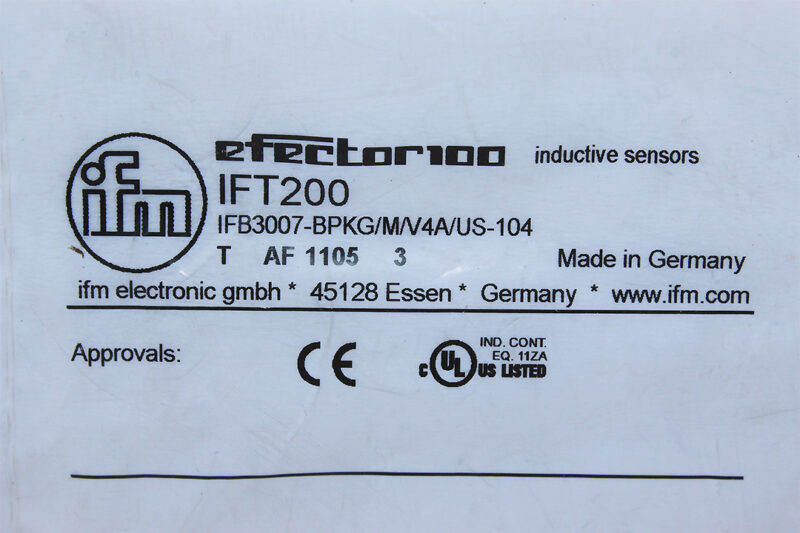 ifm
efector100 inductive sensors
IFT200
IFB3007-BPKG/M/V4A/US-104
T AF 1105 3 Made in Germany
ifm electronic gmbh * 45128 Essen * Germany * www.ifm.com
Approvals: CE c UL US LISTED
IND. CONT.
EQ. 11ZA